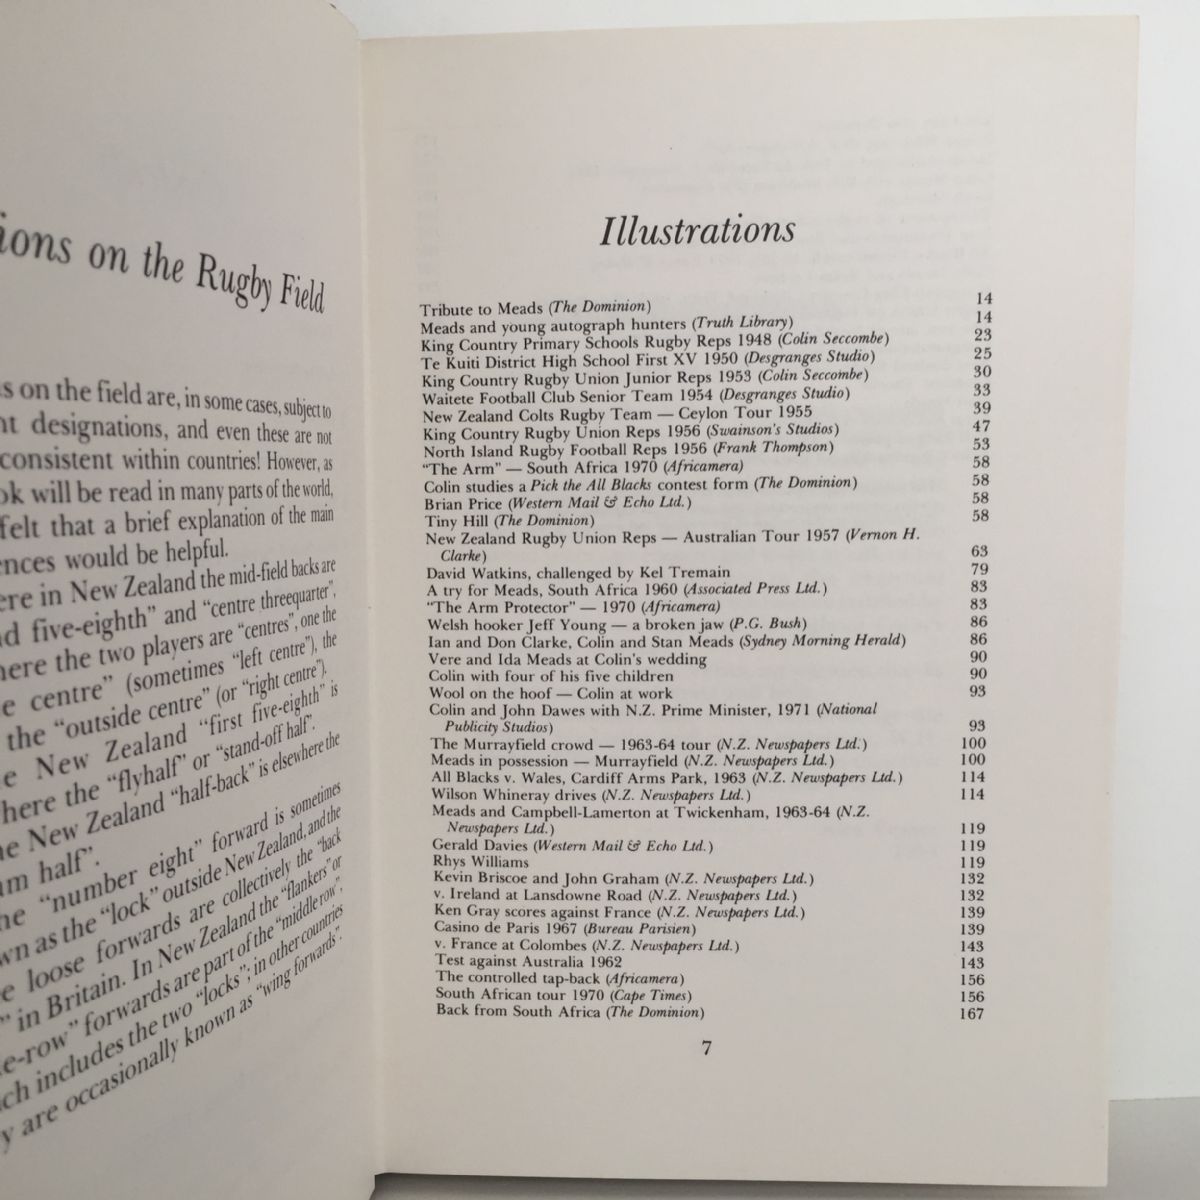 ions on the Rugby Field
s on the field are, in some cases, subject to
nt designations, and even these are not
consistent within countries! However, as
ok will be read in many parts of the world,
felt that a brief explanation of the main
ences would be helpful.
ere in New Zealand the mid-field backs are
d five-eighth" and "centre threequarter",
here the two players are "centres", one the
e centre" (sometimes "left centre"), the
the "outside centre" (or "right centre").
e New Zealand "first five-eighth" is
here the "flyhalf" or "stand-off half".
he New Zealand "half-back" is elsewhere the
um half".
he "number eight" forward is sometimes
wn as the "lock" outside New Zealand, and the
e loose forwards are collectively the "back
" in Britain. In New Zealand the "flankers" or
e-row" forwards are part of the "middle row",
ch includes the two "locks"; in other countries
y are occasionally known as "wing forwards".
Illustrations
Tribute to Meads (The Dominion) 14
Meads and young autograph hunters (Truth Library) 14
King Country Primary Schools Rugby Reps 1948 (Colin Seccombe) 23
Te Kuiti District High School First XV 1950 (Desgranges Studio) 25
King Country Rugby Union Junior Reps 1953 (Colin Seccombe) 30
Waitete Football Club Senior Team 1954 (Desgranges Studio) 33
New Zealand Colts Rugby Team — Ceylon Tour 1955 39
King Country Rugby Union Reps 1956 (Swainson's Studios) 47
North Island Rugby Football Reps 1956 (Frank Thompson) 53
"The Arm" — South Africa 1970 (Africamera) 58
Colin studies a Pick the All Blacks contest form (The Dominion) 58
Brian Price (Western Mail & Echo Ltd.) 58
Tiny Hill (The Dominion) 58
New Zealand Rugby Union Reps — Australian Tour 1957 (Vernon H.
Clarke) 63
David Watkins, challenged by Kel Tremain 79
A try for Meads, South Africa 1960 (Associated Press Ltd.) 83
"The Arm Protector" — 1970 (Africamera) 83
Welsh hooker Jeff Young — a broken jaw (P.G. Bush) 86
Ian and Don Clarke, Colin and Stan Meads (Sydney Morning Herald) 86
Vere and Ida Meads at Colin's wedding 90
Colin with four of his five children 90
Wool on the hoof — Colin at work 93
Colin and John Dawes with N.Z. Prime Minister, 1971 (National
Publicity Studios) 93
The Murrayfield crowd — 1963-64 tour (N.Z. Newspapers Ltd.) 100
Meads in possession — Murrayfield (N.Z. Newspapers Ltd.) 100
All Blacks v. Wales, Cardiff Arms Park, 1963 (N.Z. Newspapers Ltd.) 114
Wilson Whineray drives (N.Z. Newspapers Ltd.) 114
Meads and Campbell-Lamerton at Twickenham, 1963-64 (N.Z.
Newspapers Ltd.) 119
Gerald Davies (Western Mail & Echo Ltd.) 119
Rhys Williams 119
Kevin Briscoe and John Graham (N.Z. Newspapers Ltd.) 132
v. Ireland at Lansdowne Road (N.Z. Newspapers Ltd.) 132
Ken Gray scores against France (N.Z. Newspapers Ltd.) 139
Casino de Paris 1967 (Bureau Parisien) 139
v. France at Colombes (N.Z. Newspapers Ltd.) 143
Test against Australia 1962 143
The controlled tap-back (Africamera) 156
South African tour 1970 (Cape Times) 156
Back from South Africa (The Dominion) 167
7